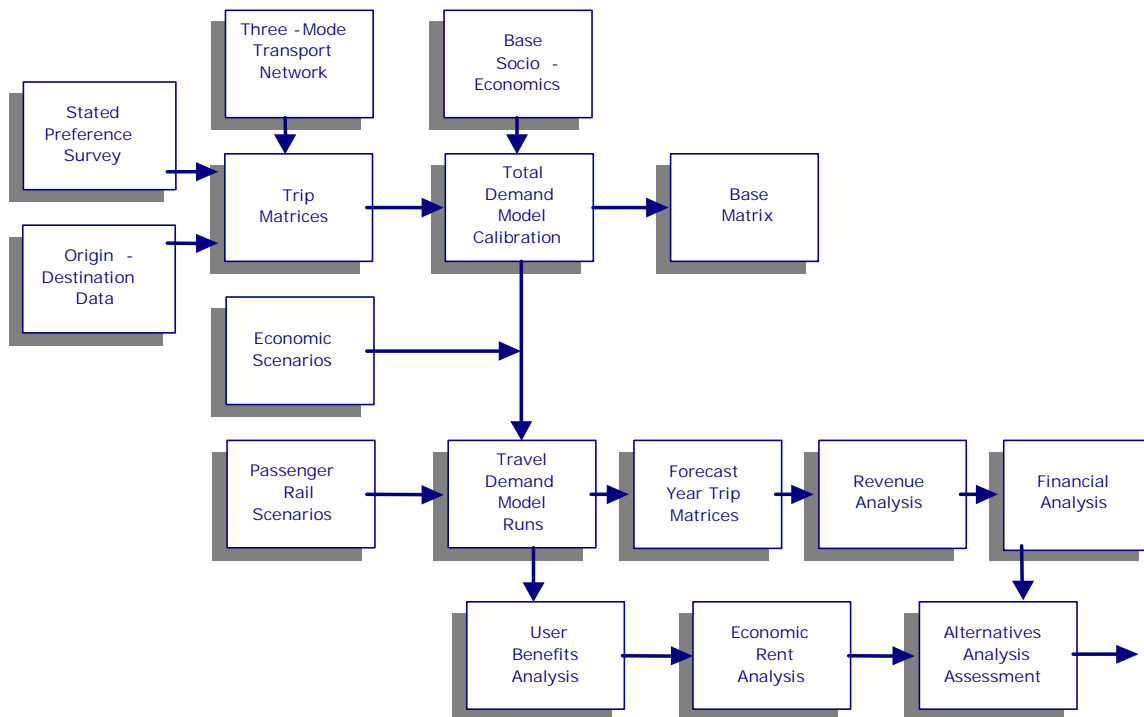 Three -Mode
Transport
Network
Base
Socio -
Economics
Stated
Preference
Survey
Trip
Matrices
Total
Demand
Model
Calibration
Base
Matrix
Origin -
Destination
Data
Economic
Scenarios
Passenger
Rail
Scenarios
Travel
Demand
Model
Runs
Forecast
Year Trip
Matrices
Revenue
Analysis
Financial
Analysis
User
Benefits
Analysis
Economic
Rent
Analysis
Alternatives
Analysis
Assessment